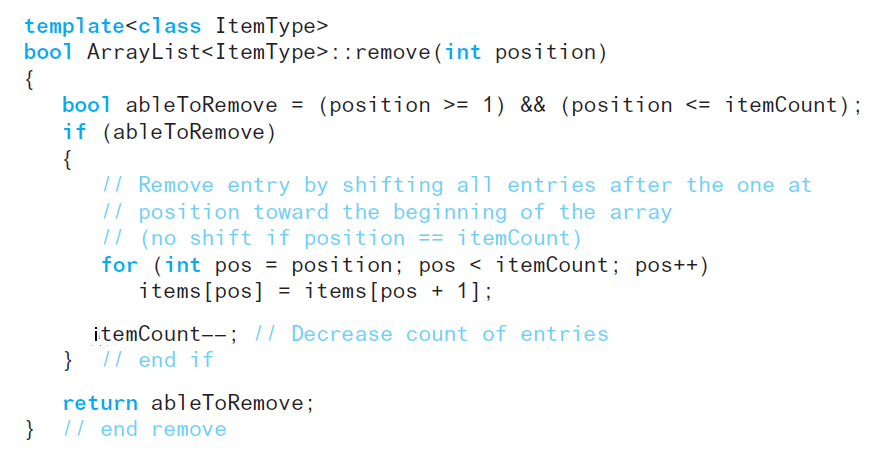 template<class ItemType>
bool ArrayList<ItemType>::remove(int position)
{
   bool ableToRemove = (position >= 1) && (position <= itemCount);
   if (ableToRemove)
   {
      // Remove entry by shifting all entries after the one at
      // position toward the beginning of the array
      // (no shift if position == itemCount)
      for (int pos = position; pos < itemCount; pos++)
         items[pos] = items[pos + 1];
      itemCount--; // Decrease count of entries
   }  // end if
   return ableToRemove;
}  // end remove